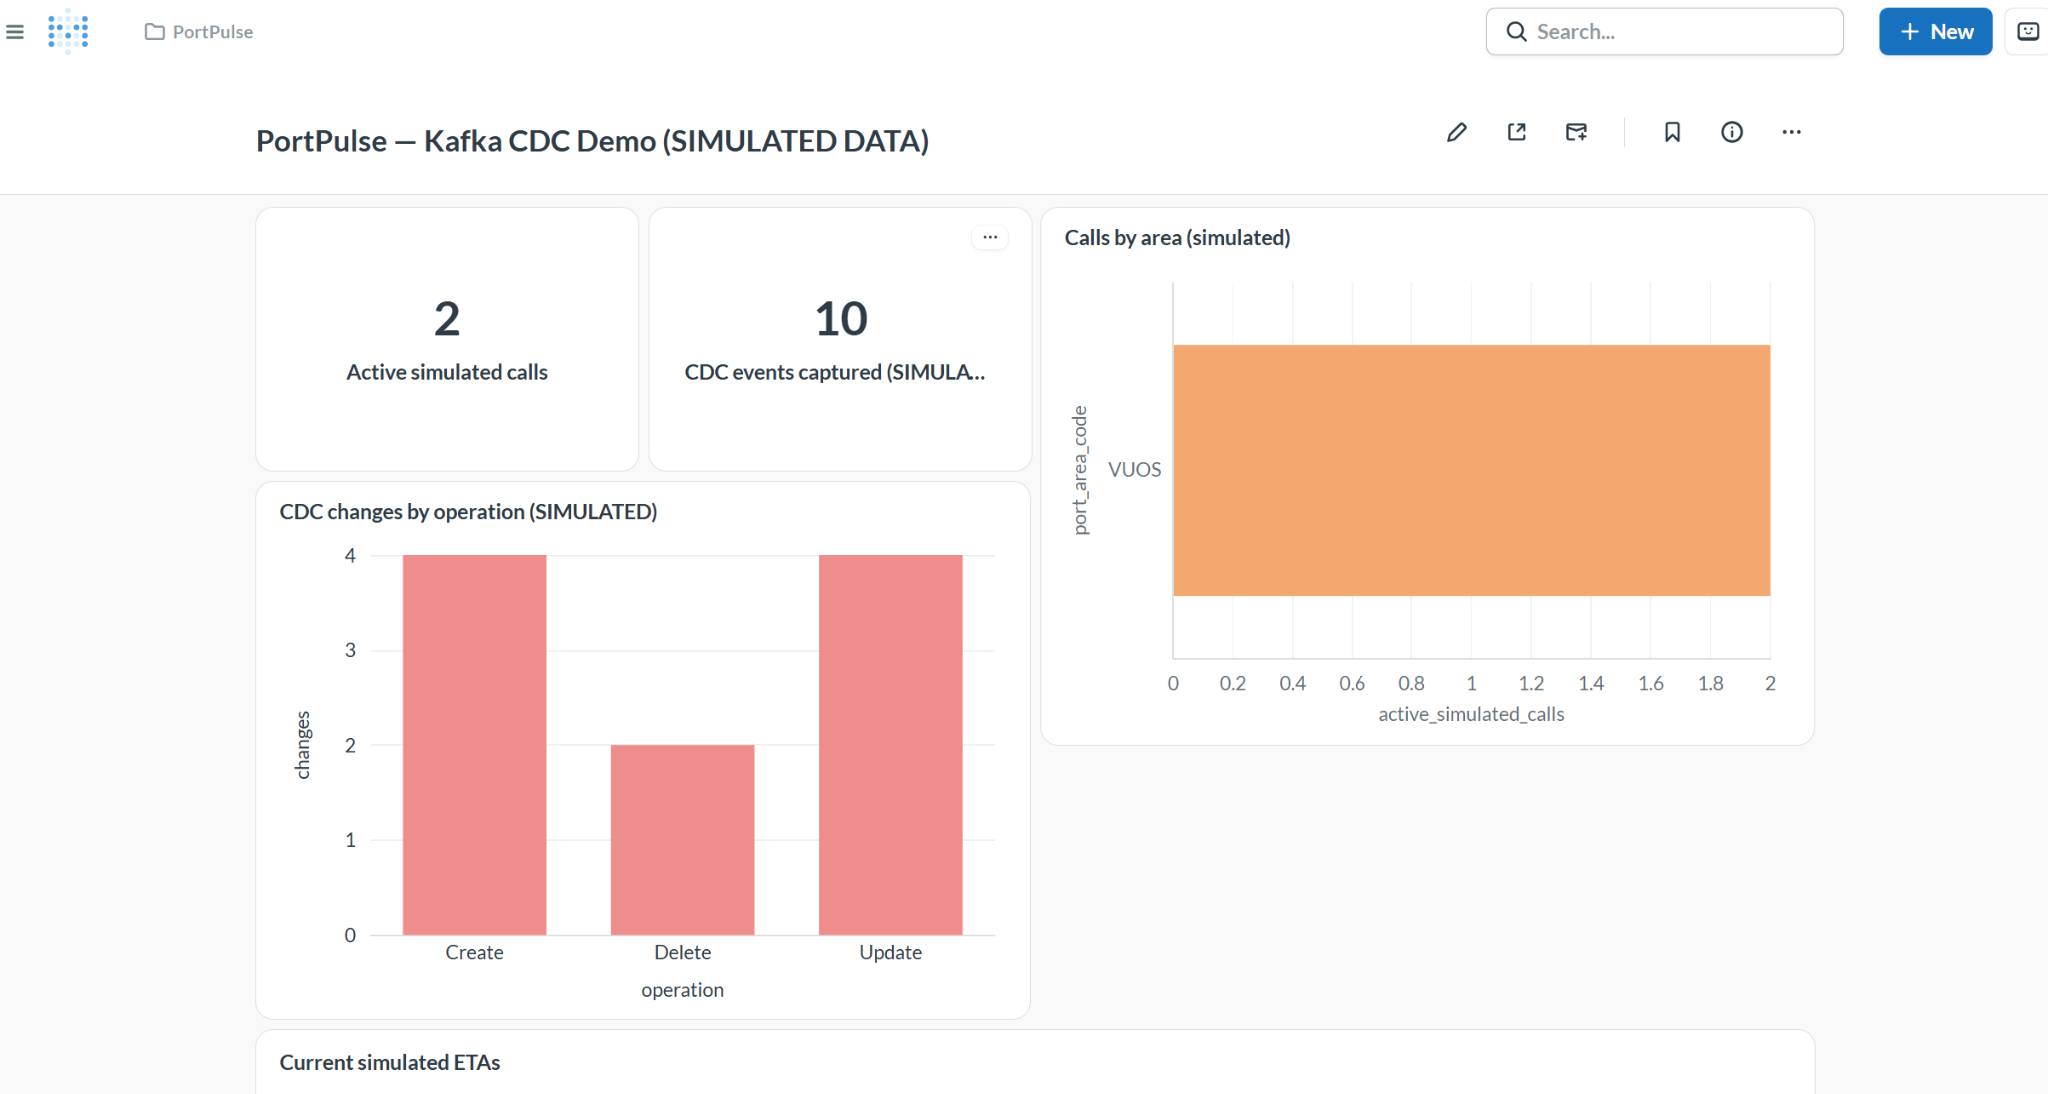 PortPulse
Search...
New
PortPulse — Kafka CDC Demo (SIMULATED DATA)
2
Active simulated calls
10
CDC events captured (SIMULA...
Calls by area (simulated)
port_area_code
VUOS
0 0.2 0.4 0.6 0.8 1 1.2 1.4 1.6 1.8 2
active_simulated_calls
CDC changes by operation (SIMULATED)
4
3
2
1
0
changes
Create Delete Update
operation
Current simulated ETAs